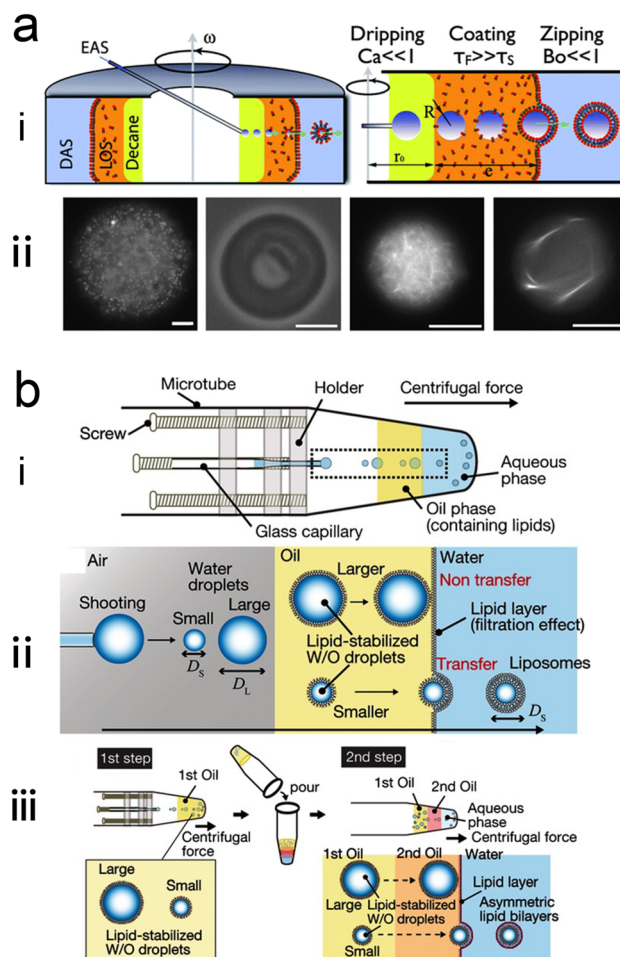 a
i
EAS
ω
DAS
LOS
Decane
Dripping
Ca<<1
Coating
τF>>τS
Zipping
Bo<<1
R
r₀
e
ii
b
i
Microtube
Holder
Centrifugal force
Screw
Glass capillary
Oil phase
(containing lipids)
Aqueous
phase
ii
Air
Water
droplets
Shooting
Small
Large
DS
DL
Oil
Larger
Lipid-stabilized
W/O droplets
Smaller
Water
Non transfer
Lipid layer
(filtration effect)
Transfer
Liposomes
DS
iii
1st step
1st Oil
Centrifugal
force
Large
Small
Lipid-stabilized
W/O droplets
pour
2nd step
1st Oil
2nd Oil
Aqueous
phase
Centrifugal force
1st Oil
2nd Oil
Water
Large
Lipid-stabilized
W/O droplets
Small
Lipid layer
Asymmetric
lipid bilayers